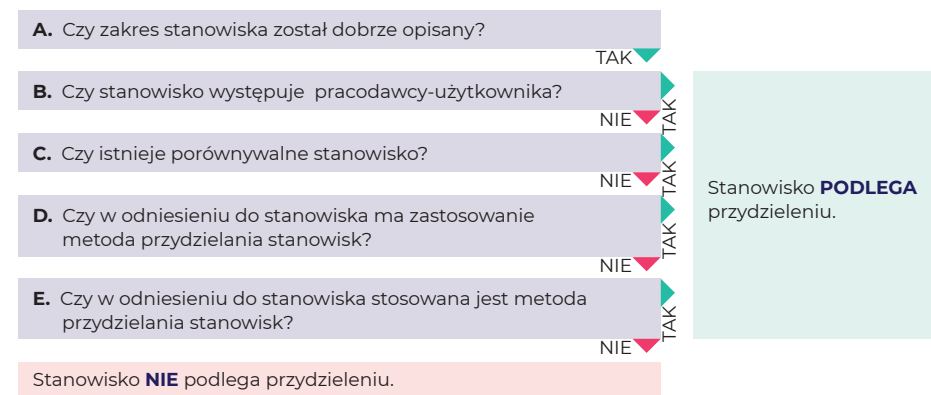 A. Czy zakres stanowiska został dobrze opisany?
TAK
B. Czy stanowisko występuje pracodawcy-użytkownika?
TAK
NIE
C. Czy istnieje porównywalne stanowisko?
TAK
NIE
D. Czy w odniesieniu do stanowiska ma zastosowanie
metoda przydzielania stanowisk?
TAK
NIE
E. Czy w odniesieniu do stanowiska stosowana jest metoda
przydzielania stanowisk?
TAK
NIE
Stanowisko NIE podlega przydzieleniu.
Stanowisko PODLEGA
przydzieleniu.